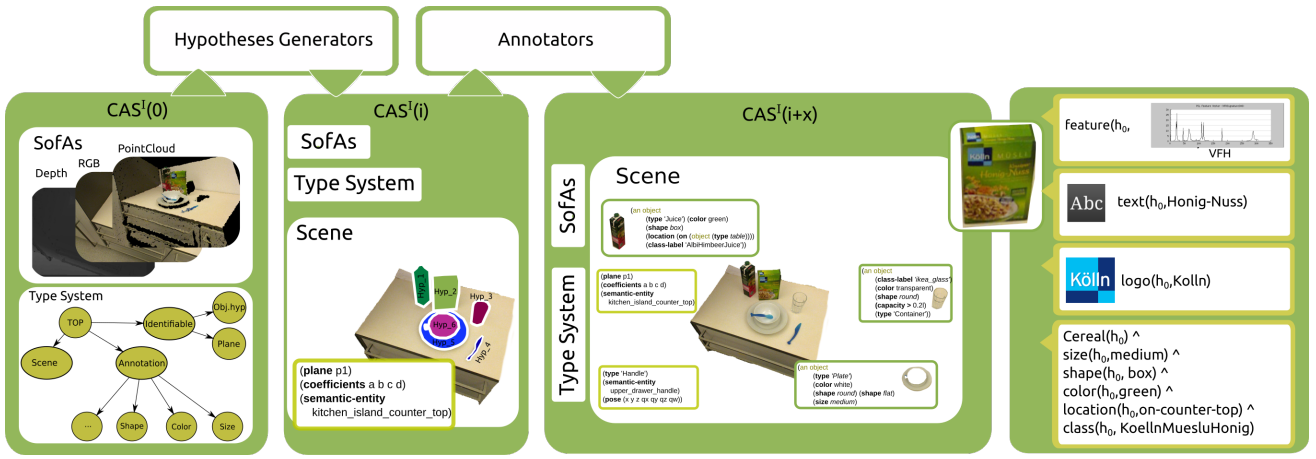 Hypotheses Generators
Annotators
CAS^I(0)
SofAs
PointCloud
RGB
Depth
Type System
TOP
Identifiable
Obj.hyp
Plane
Scene
Annotation
...
Shape
Color
Size
CAS^I(i)
SofAs
Type System
Scene
Hyp_1
Hyp_2
Hyp_3
Hyp_6
Hyp_4
(plane p1)
(coefficients a b c d)
(semantic-entity
kitchen_island_counter_top)
CAS^I(i+x)
SofAs
Type System
Scene
(an object
(type 'Juice') (color green)
(shape box)
(location (on (object (type table))))
(class-label 'AlbiHimbeerJuice'))
(plane p1)
(coefficients a b c d)
(semantic-entity
kitchen_island_counter_top)
(an object
(class-label 'ikea_glass')
(color transparent)
(shape round)
(capacity > 0.2l)
(type 'Container'))
(type 'Handle')
(semantic-entity
upper_drawer_handle)
(pose (x y z qx qy qz qw))
(an object
(type 'Plate')
(color white)
(shape round) (shape flat)
(size medium)
Kölln
Honig-Nuss
feature(h₀,
VFH
Abc
text(h₀,Honig-Nuss)
Kölln
logo(h₀,Kolln)
Cereal(h₀) ^
size(h₀,medium) ^
shape(h₀, box) ^
color(h₀,green) ^
location(h₀,on-counter-top) ^
class(h₀, KoellnMuesluHonig)